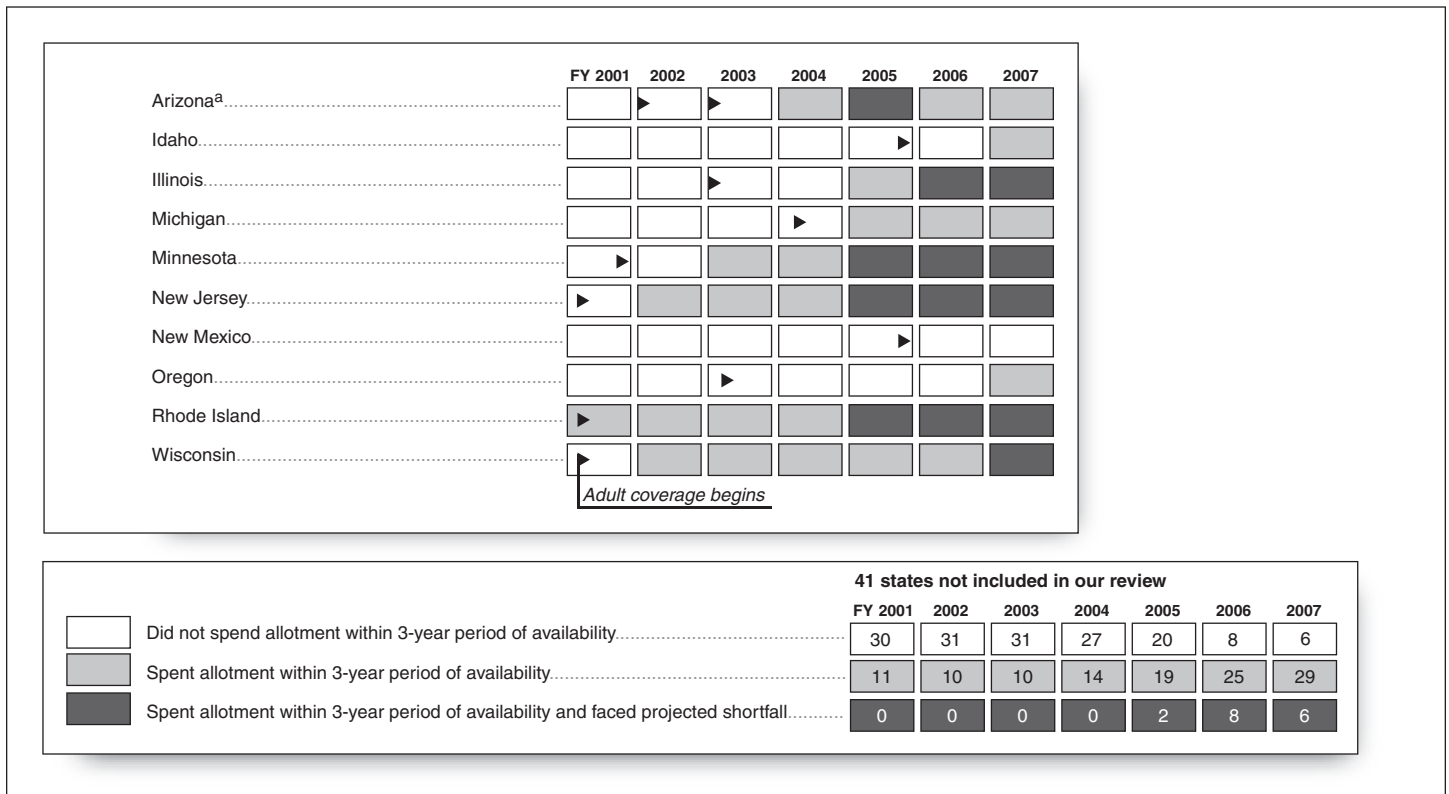 FY 2001 2002 2003 2004 2005 2006 2007
Arizonaa
Idaho
Illinois
Michigan
Minnesota
New Jersey
New Mexico
Oregon
Rhode Island
Wisconsin
Adult coverage begins
41 states not included in our review
FY 2001 2002 2003 2004 2005 2006 2007
Did not spend allotment within 3-year period of availability 30 31 31 27 20 8 6
Spent allotment within 3-year period of availability 11 10 10 14 19 25 29
Spent allotment within 3-year period of availability and faced projected shortfall 0 0 0 0 2 8 6